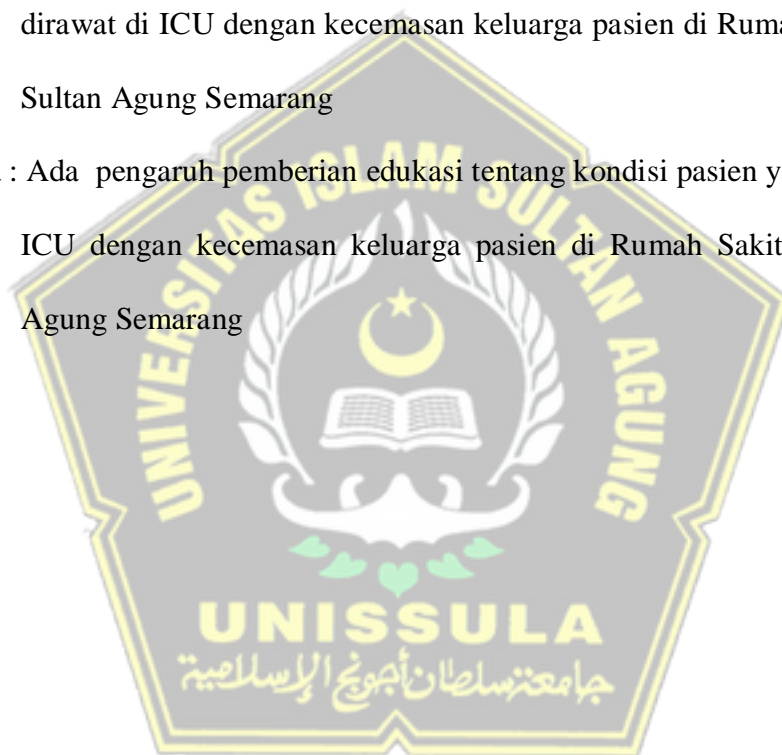 dirawat di ICU dengan kecemasan keluarga pasien di
Sultan Agung Semarang
: Ada pengaruh pemberian edukasi tentang kondisi pasien
ICU dengan kecemasan keluarga pasien di Rumah Sakit
Agung Semarang
UNIVERSITAS ISLAM SULTAN AGUNG
UNISSULA
جامعة سلطان أجونج الإسلامية